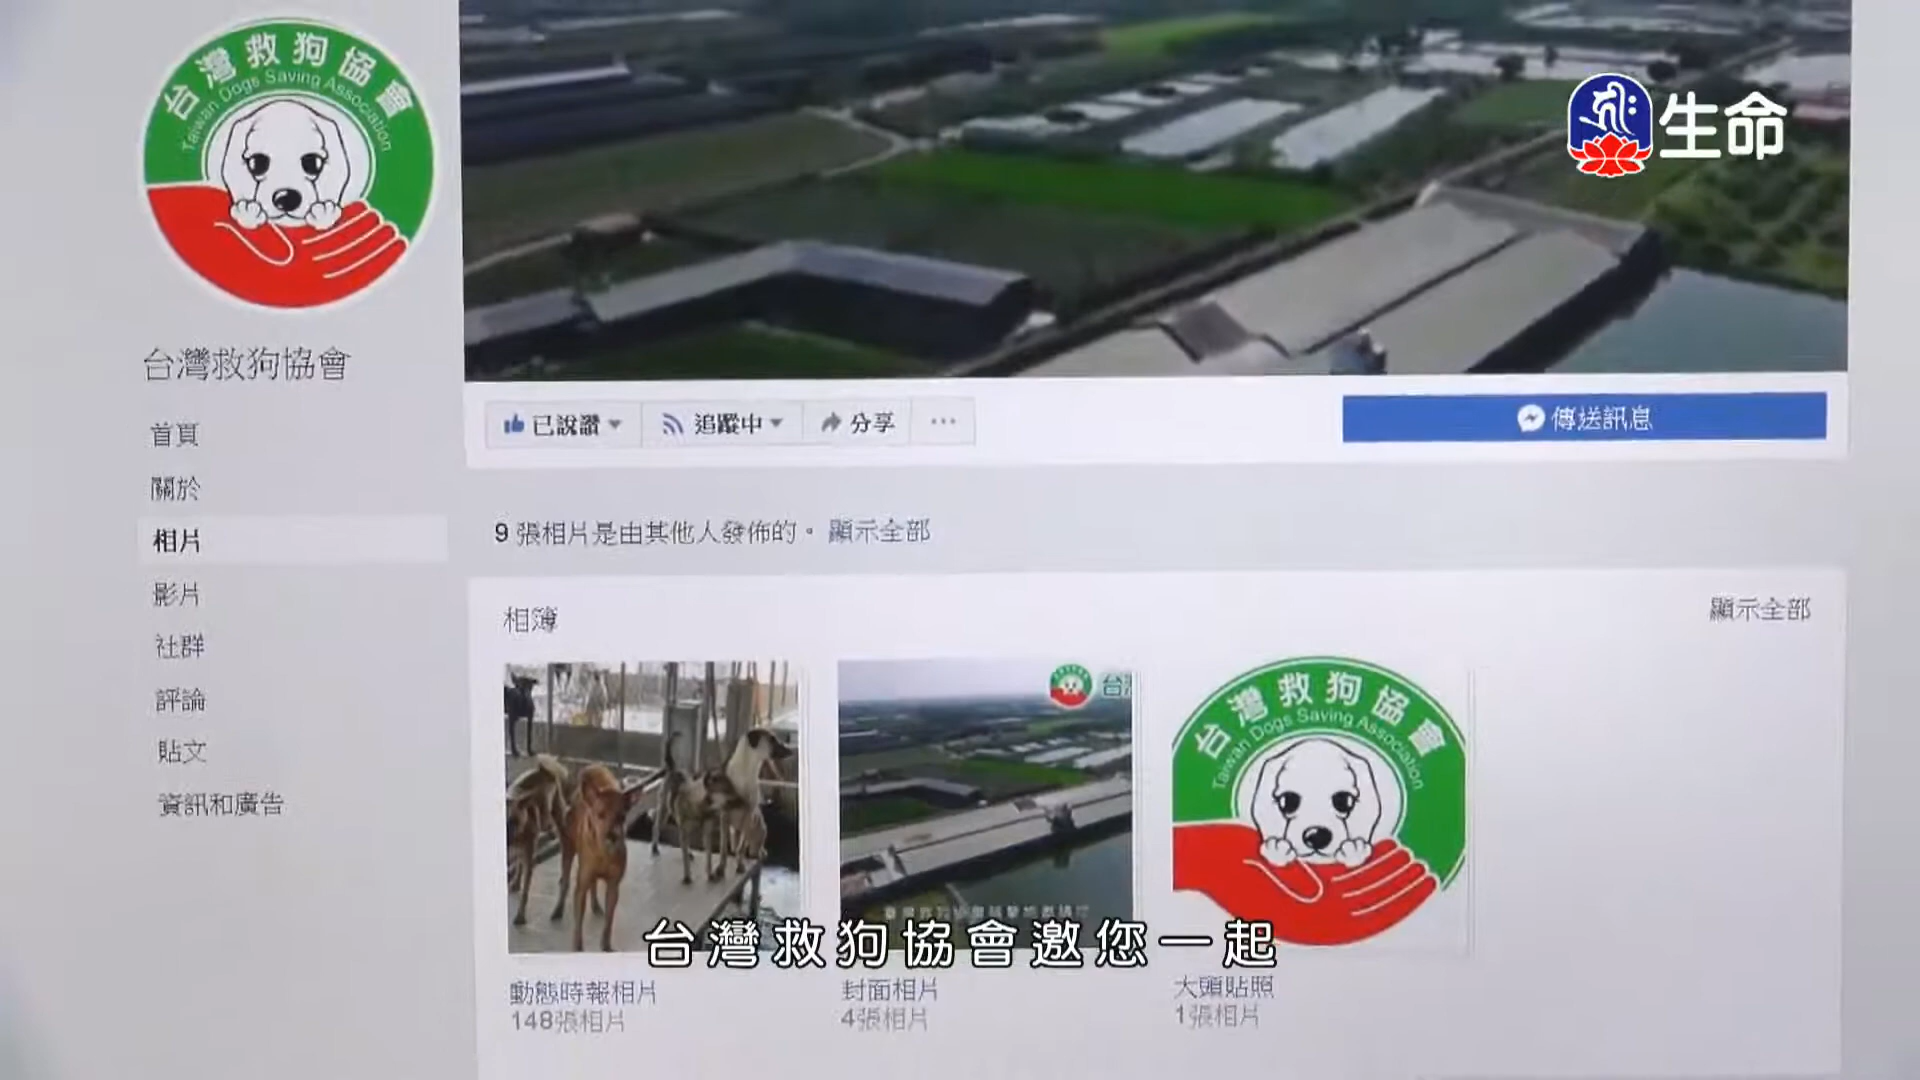 台灣救狗協會
Taiwan Dogs Saving Association
生命
台灣救狗協會
首頁
關於
相片
影片
社群
評論
貼文
資訊和廣告
已說讚
追蹤中
分享
傳送訊息
9 張相片是由其他人發佈的。 顯示全部
相簿
顯示全部
台灣救狗協會
Taiwan Dogs Saving Association
台灣救狗協會邀您一起
動態時報相片
148張相片
封面相片
4張相片
大頭貼照
1張相片